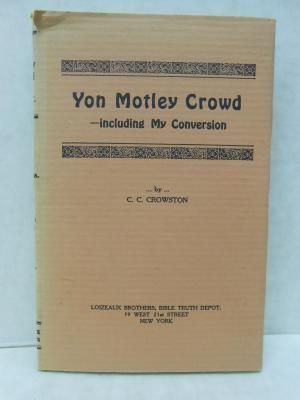 Yon Motley Crowd
—including My Conversion
... by ...
C. C. CROWSTON
LOIZEAUX BROTHERS, BIBLE TRUTH DEPOT,
19 WEST 21st STREET
NEW YORK